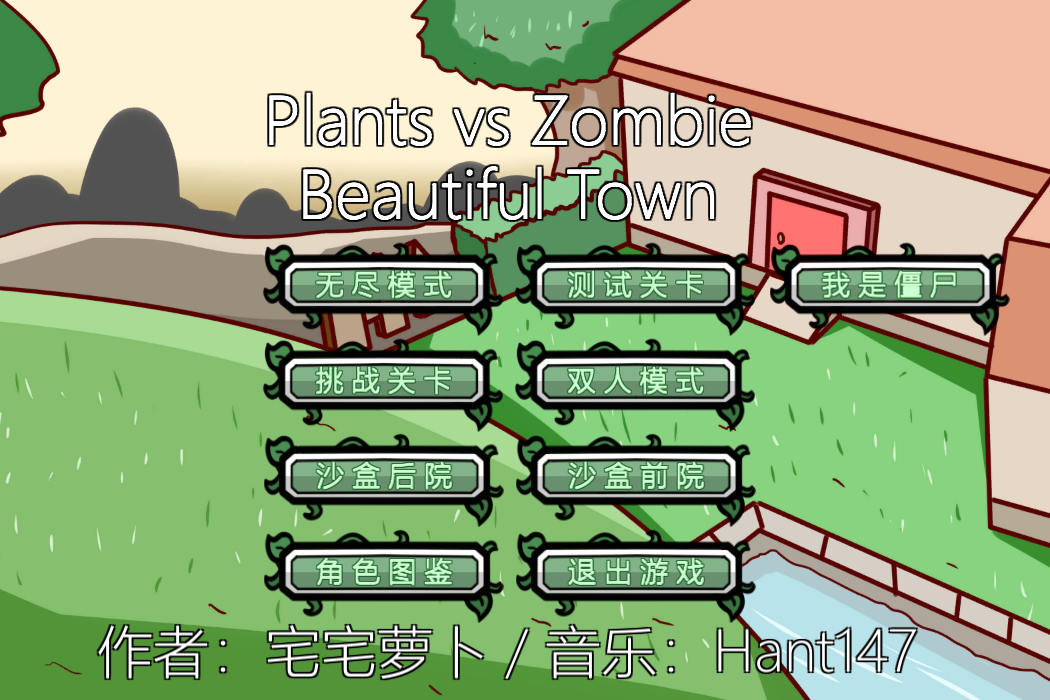 Plants vs Zombie
Beautiful Town
无尽模式 测试关卡 我是僵尸
挑战关卡 双人模式
沙盒后院 沙盒前院
角色图鉴 退出游戏
作者：宅宅萝卜 / 音乐：Hant147